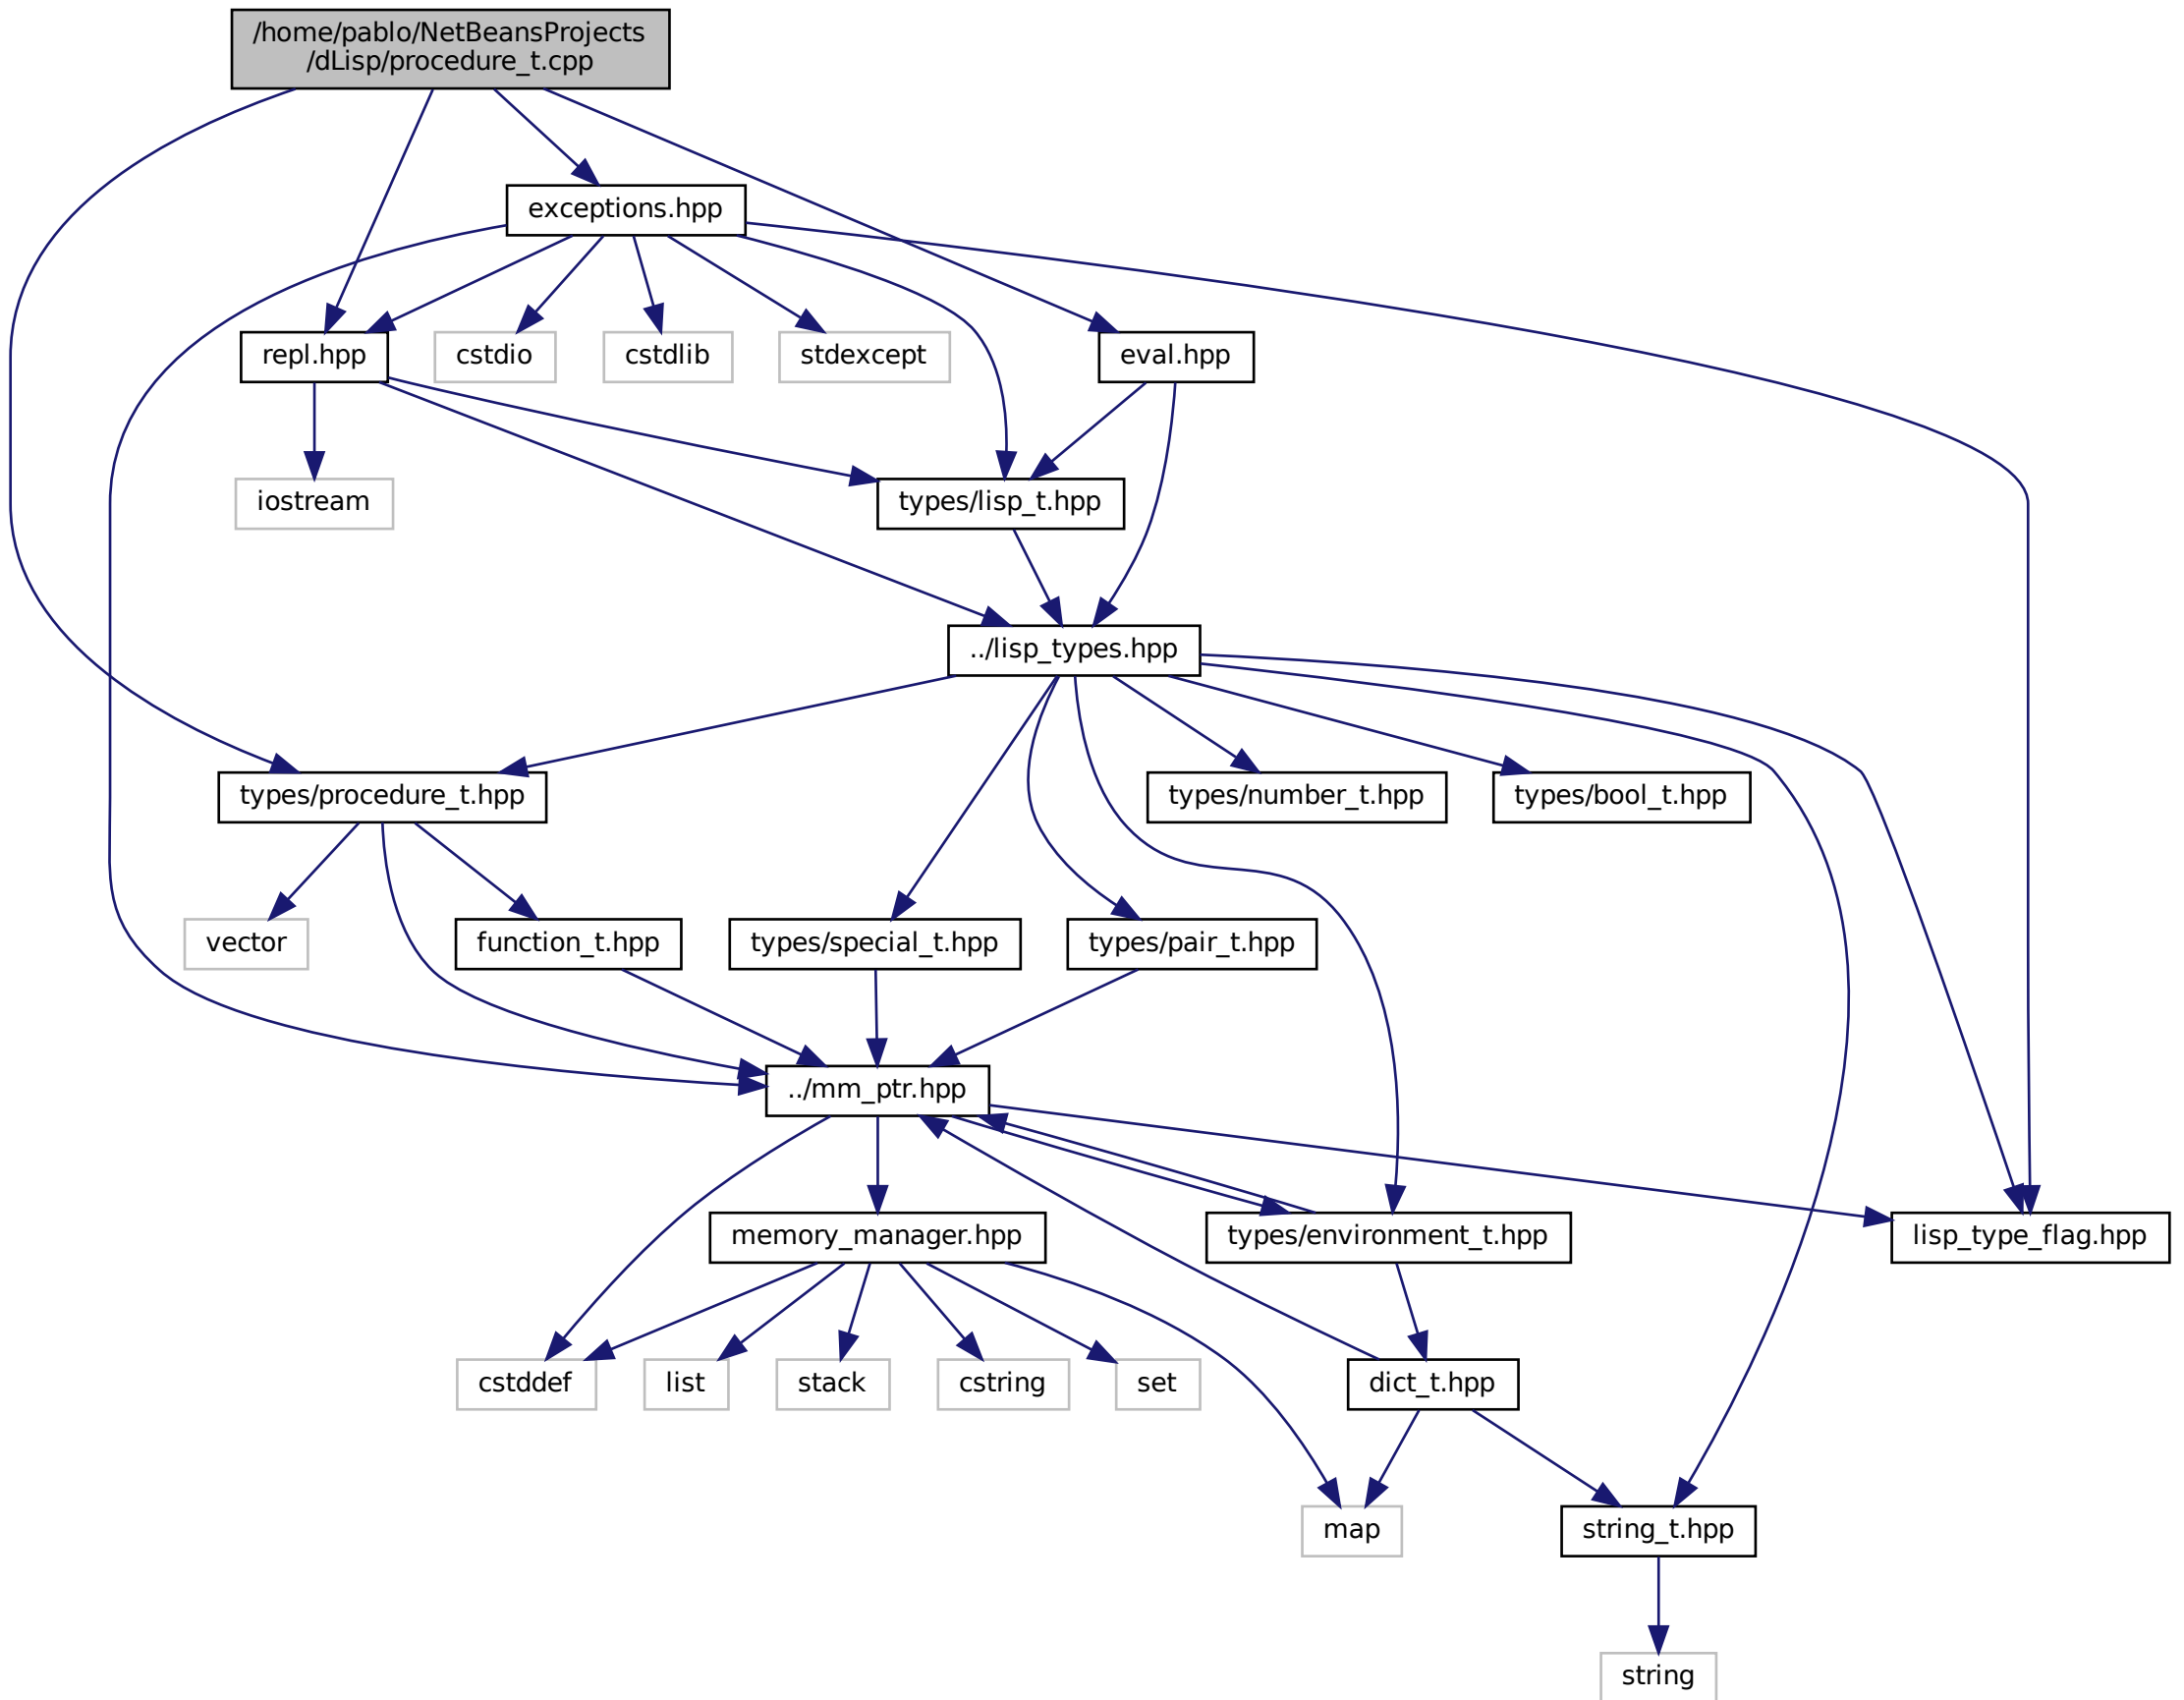 /home/pablo/NetBeansProjects
/dLisp/procedure_t.cpp
exceptions.hpp
repl.hpp
cstdio
cstdlib
stdexcept
eval.hpp
iostream
types/lisp_t.hpp
../lisp_types.hpp
types/procedure_t.hpp
types/number_t.hpp
types/bool_t.hpp
vector
function_t.hpp
types/special_t.hpp
types/pair_t.hpp
../mm_ptr.hpp
memory_manager.hpp
types/environment_t.hpp
lisp_type_flag.hpp
cstddef
list
stack
cstring
set
dict_t.hpp
map
string_t.hpp
string